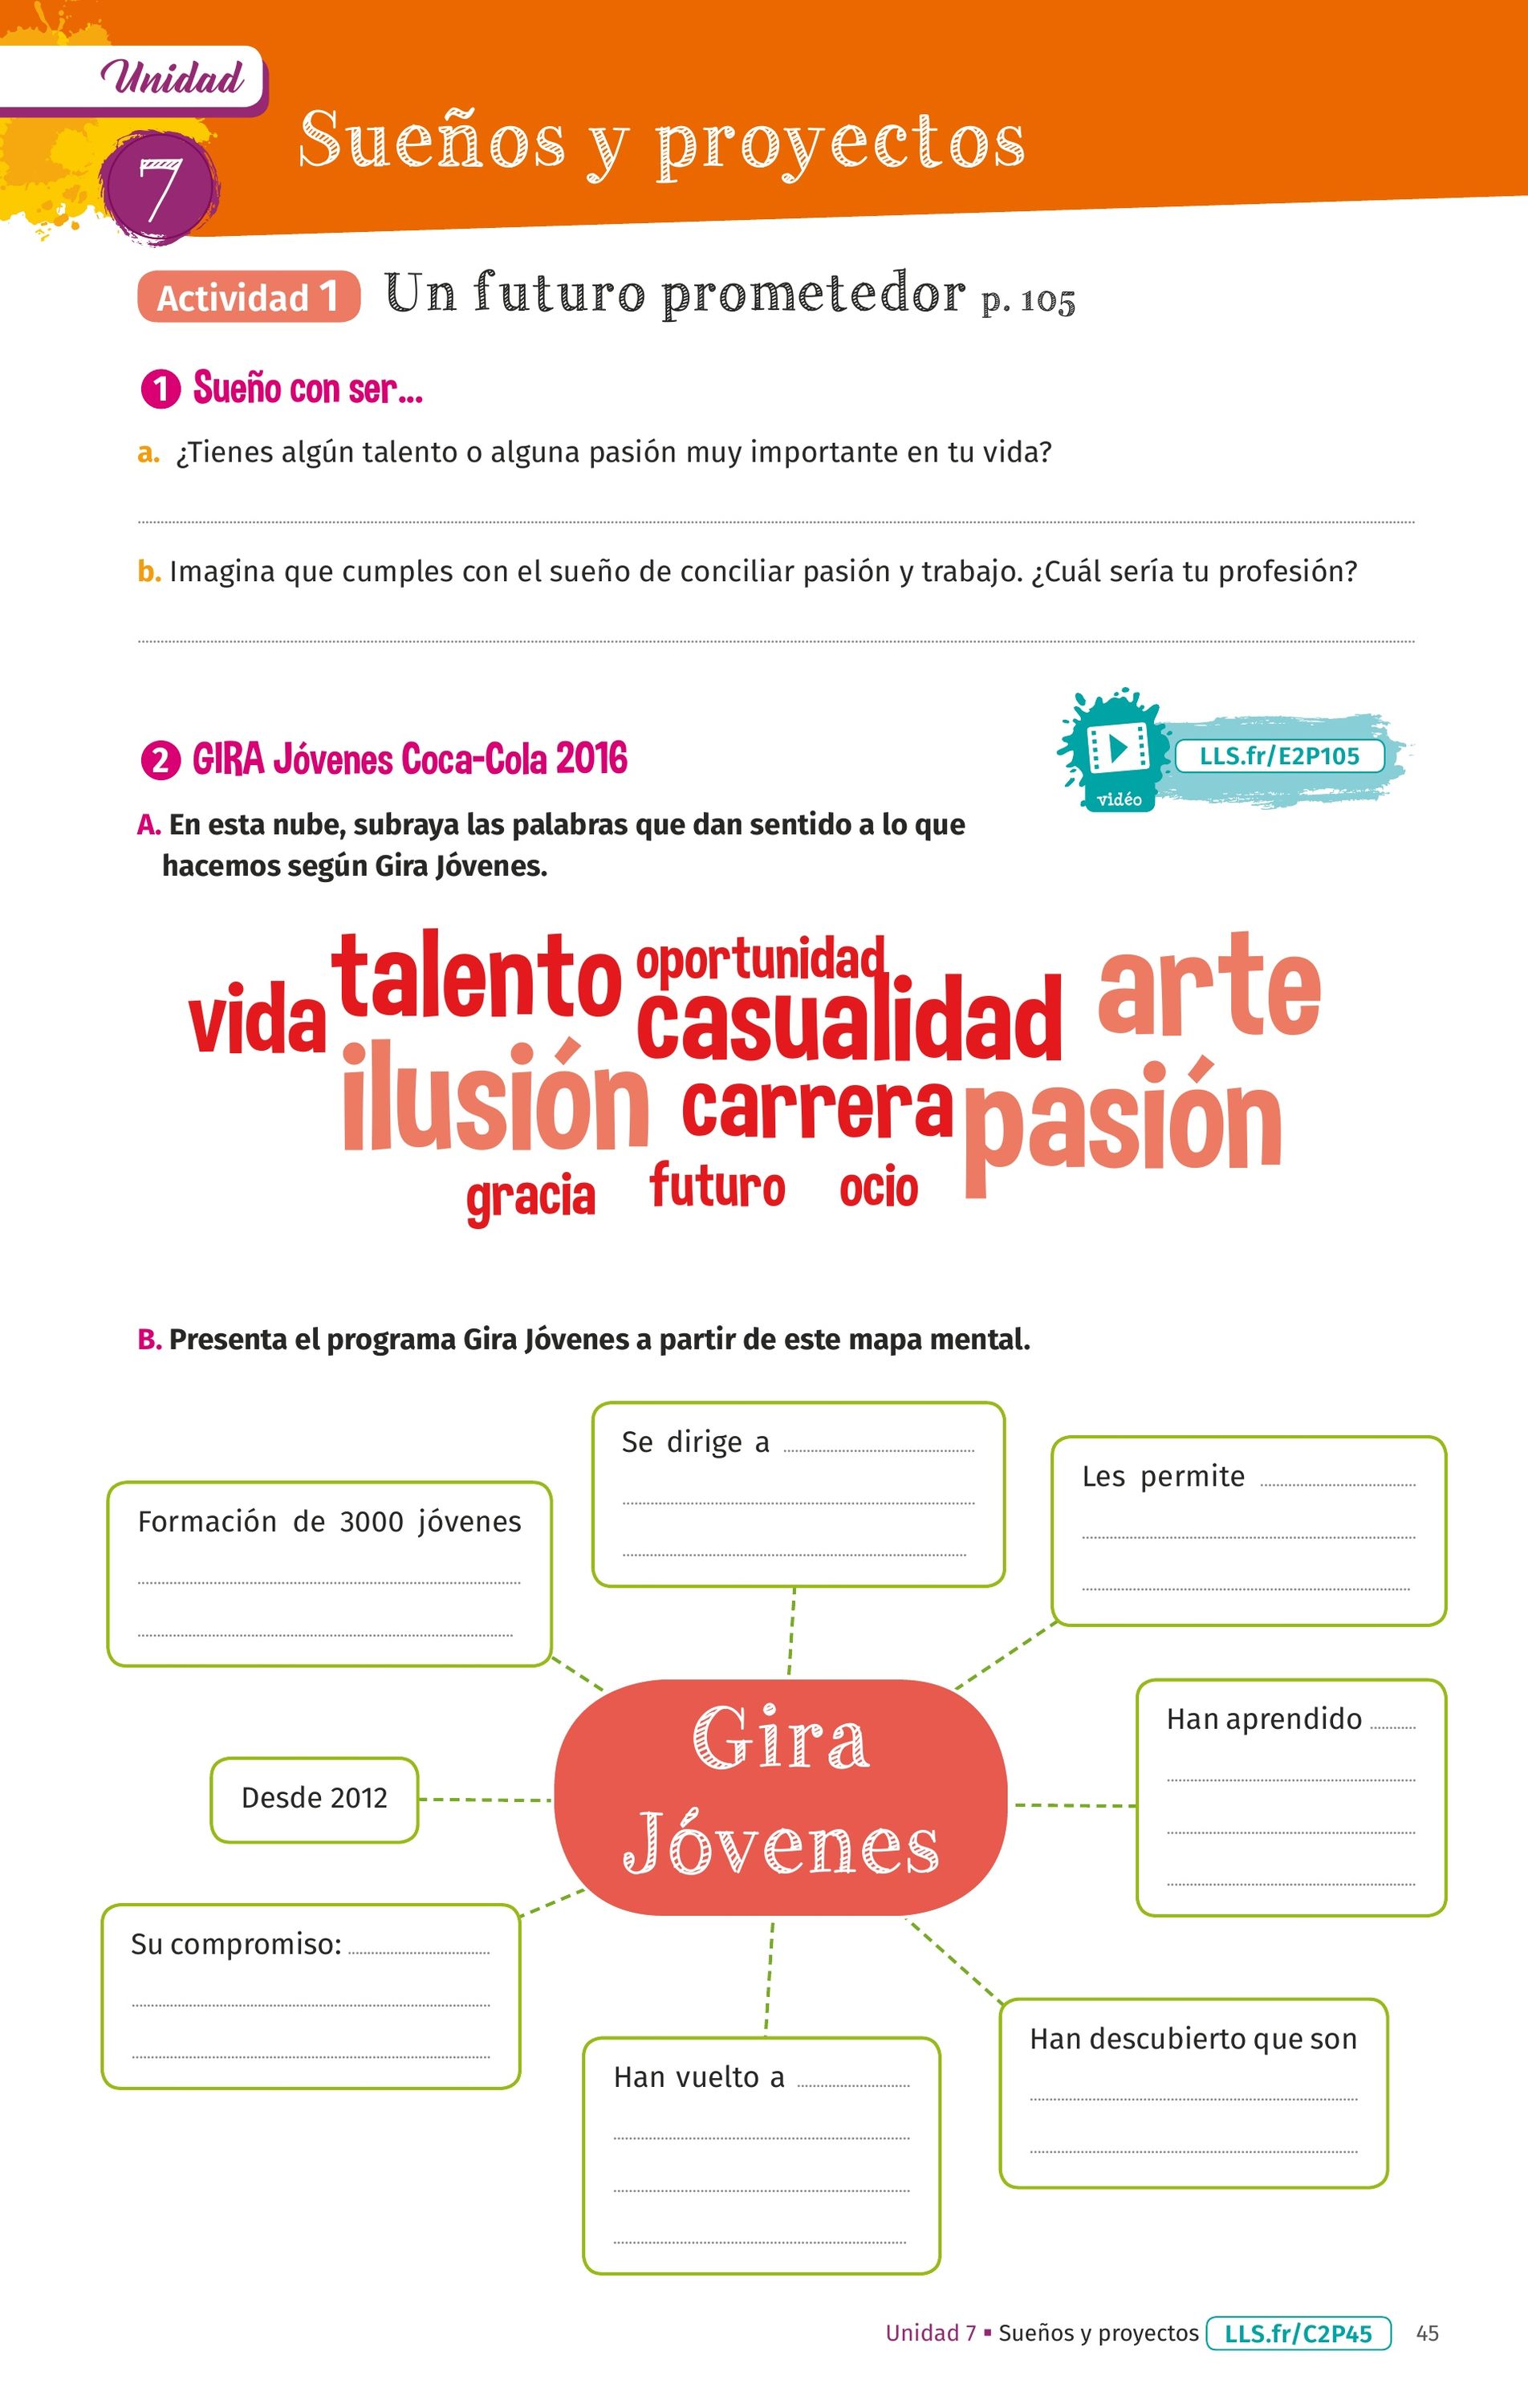 Unidad
7
Sueños y proyectos
Actividad 1 Un futuro prometedor p. 105
1 Sueño con ser...
a. ¿Tienes algún talento o alguna pasión muy importante en tu vida?
b. Imagina que cumples con el sueño de conciliar pasión y trabajo. ¿Cuál sería tu profesión?
2 GIRA Jóvenes Coca-Cola 2016
vidéo
LLS.fr/E2P105
A. En esta nube, subraya las palabras que dan sentido a lo que
hacemos según Gira Jóvenes.
vida
talento
oportunidad
casualidad
arte
ilusión
carrera
pasión
gracia
futuro
ocio
B. Presenta el programa Gira Jóvenes a partir de este mapa mental.
Se dirige a
Les permite
Formación de 3000 jóvenes
Gira
Jóvenes
Han aprendido
Desde 2012
Su compromiso:
Han descubierto que son
Han vuelto a
Unidad 7 ▪ Sueños y proyectos LLS.fr/C2P45 45